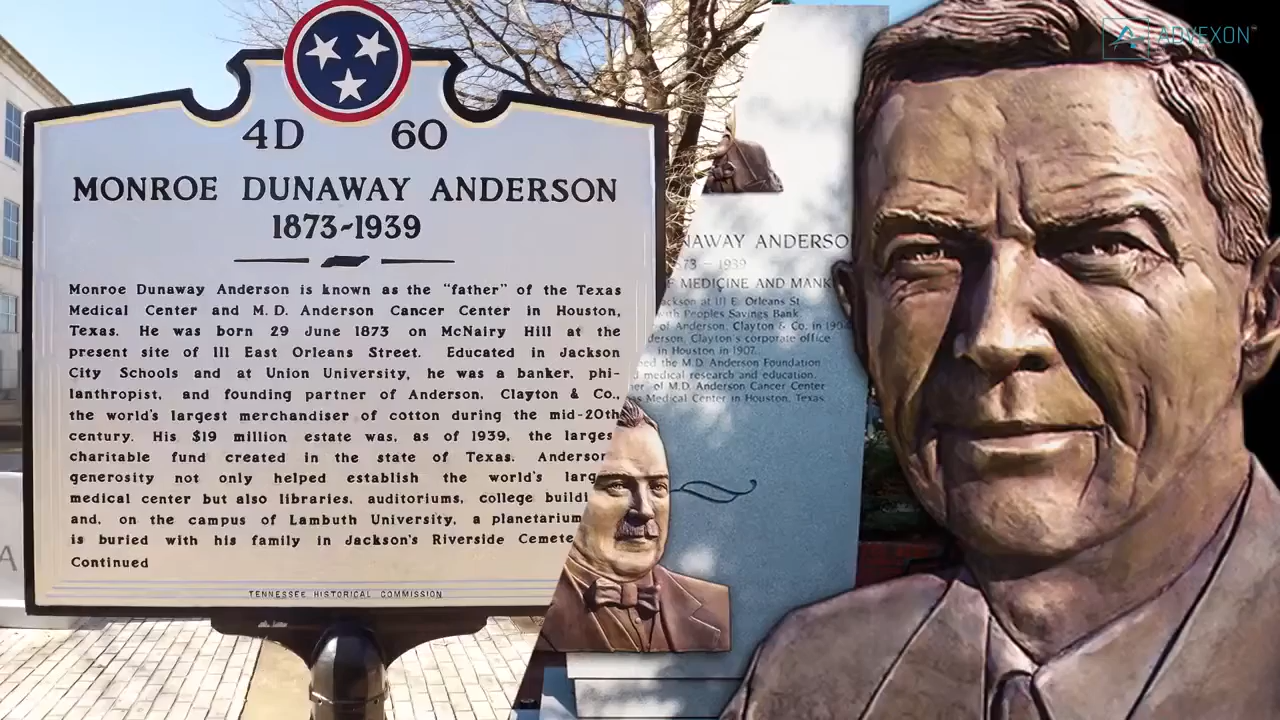 4D 60
MONROE DUNAWAY ANDERSON
1873-1939
Monroe Dunaway Anderson is known as the "father" of the Texas
Medical Center and M.D. Anderson Cancer Center in Houston,
Texas. He was born 29 June 1873 on McNairy Hill at the
present site of 111 East Orleans Street. Educated in Jackson
City Schools and at Union University, he was a banker, phi-
lanthropist, and founding partner of Anderson, Clayton & Co.,
the world's largest merchandiser of cotton during the mid-20th
century. His $19 million estate was, as of 1939, the larges
charitable fund created in the state of Texas. Anderson
generosity not only helped establish the world's larg
medical center but also libraries, auditoriums, college buildi
and, on the campus of Lambuth University, a planetarium
is buried with his family in Jackson's Riverside Cemete
Continued
TENNESSEE HISTORICAL COMMISSION
NAWAY ANDERSO
873 – 1939
F MEDICINE AND MANK
ackson at 111 E. Orleans St.
with Peoples Savings Bank.
of Anderson, Clayton & Co. in 1904
derson, Clayton's corporate office
in Houston in 1907.
ed the M.D. Anderson Foundation
medical research and education.
er of M.D. Anderson Cancer Center
s Medical Center in Houston, Texas.
ADVEXON
A